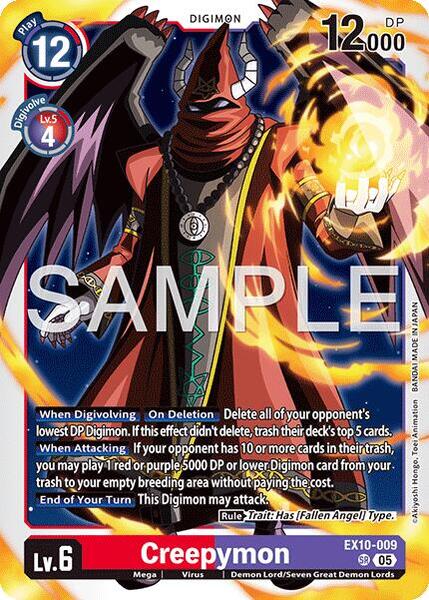 DIGIMON
Play
12
DP
12000
Digivolve
Lv.5
4
SAMPLE
When Digivolving On Deletion Delete all of your opponent's
lowest DP Digimon. If this effect didn't delete, trash their deck's top 5 cards.
When Attacking If your opponent has 10 or more cards in their trash,
you may play 1 red or purple 5000 DP or lower Digimon card from your
trash to your empty breeding area without paying the cost.
End of Your Turn This Digimon may attack.
Rule Trait: Has [Fallen Angel] Type.
©Akiyoshi Hongo, Toei Animation BANDAI MADE IN JAPAN
Lv.6
Creepymon
EX10-009
SR 05
Mega Virus Demon Lord/Seven Great Demon Lords